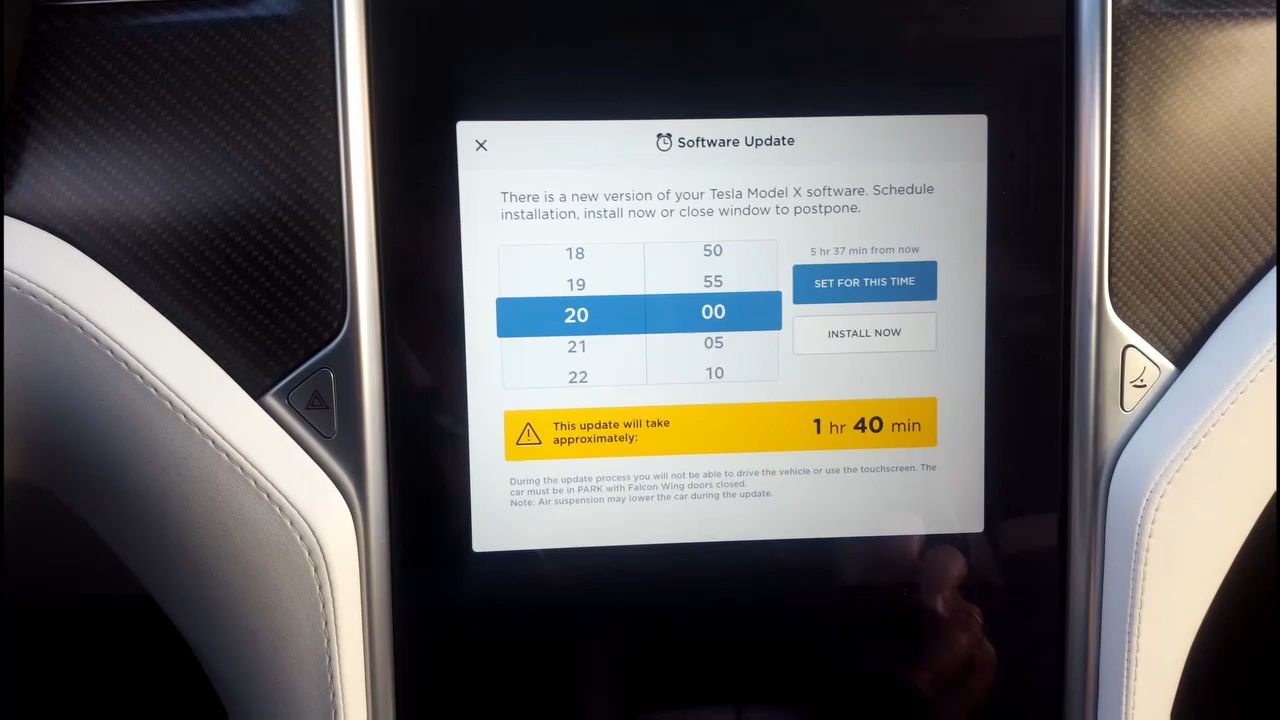 Software Update
There is a new version of your Tesla Model X software. Schedule
installation, install now or close window to postpone.
18 50
19 55
20 00
21 05
22 10
5 hr 37 min from now
SET FOR THIS TIME
INSTALL NOW
This update will take
approximately:
1 hr 40 min
During the update process you will not be able to drive the vehicle or use the touchscreen. The
car must be in PARK with Falcon Wing doors closed.
Note: Air suspension may lower the car during the update.